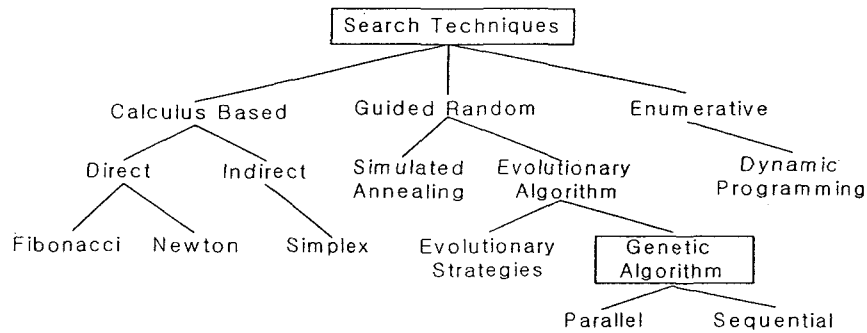 Search Techniques
Calculus Based
Guided Random
Enumerative
Direct
Indirect
Simulated
Annealing
Evolutionary
Algorithm
Dynamic
Programming
Fibonacci
Newton
Simplex
Evolutionary
Strategies
Genetic
Algorithm
Parallel
Sequential